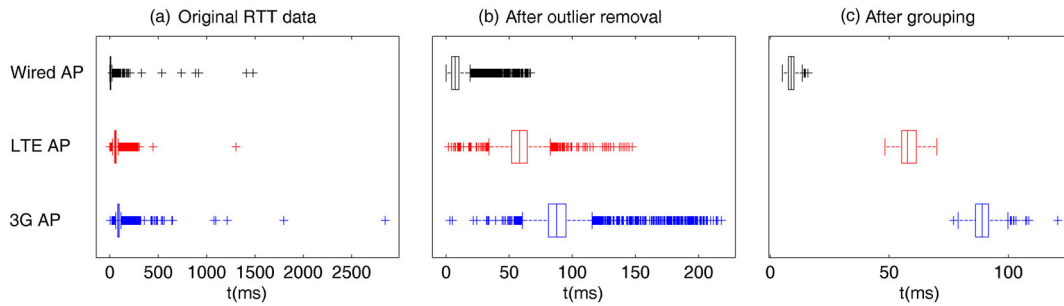 (a) Original RTT data
(b) After outlier removal
(c) After grouping
Wired AP
LTE AP
3G AP
0 500 1000 1500 2000 2500
0 50 100 150 200
0 50 100
t(ms)
t(ms)
t(ms)